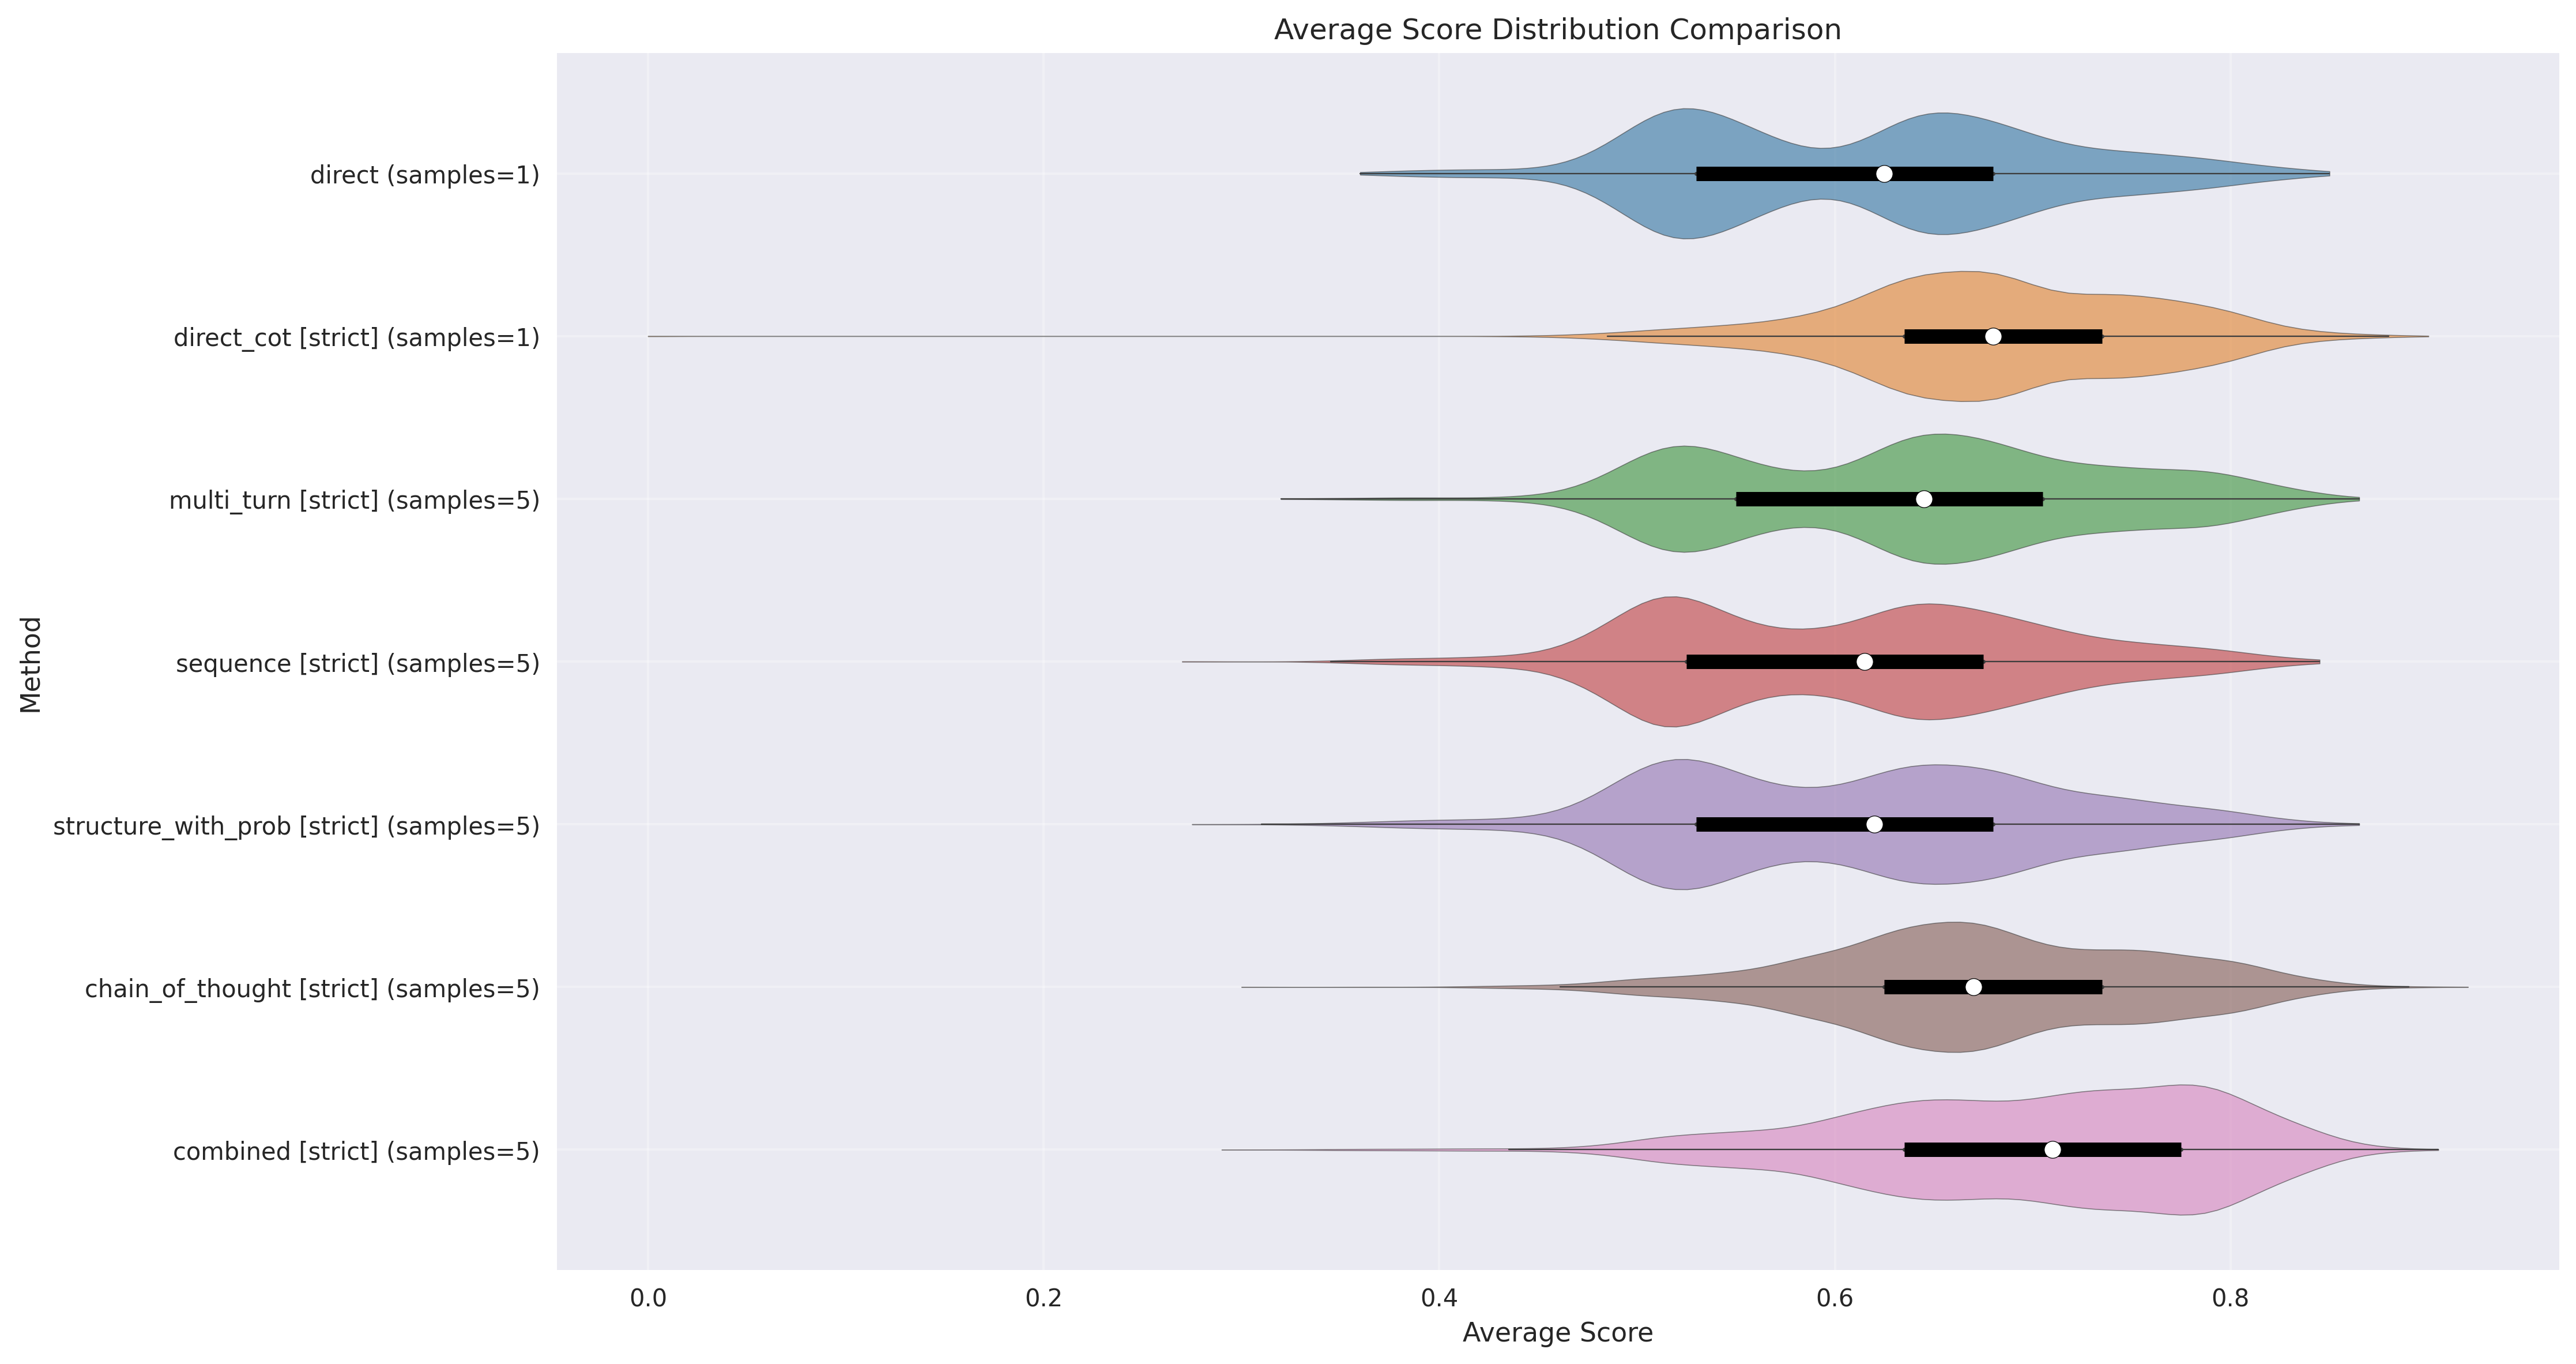 Average Score Distribution Comparison
direct (samples=1)
direct_cot [strict] (samples=1)
multi_turn [strict] (samples=5)
sequence [strict] (samples=5)
structure_with_prob [strict] (samples=5)
chain_of_thought [strict] (samples=5)
combined [strict] (samples=5)
Method
0.0
0.2
0.4
0.6
0.8
Average Score